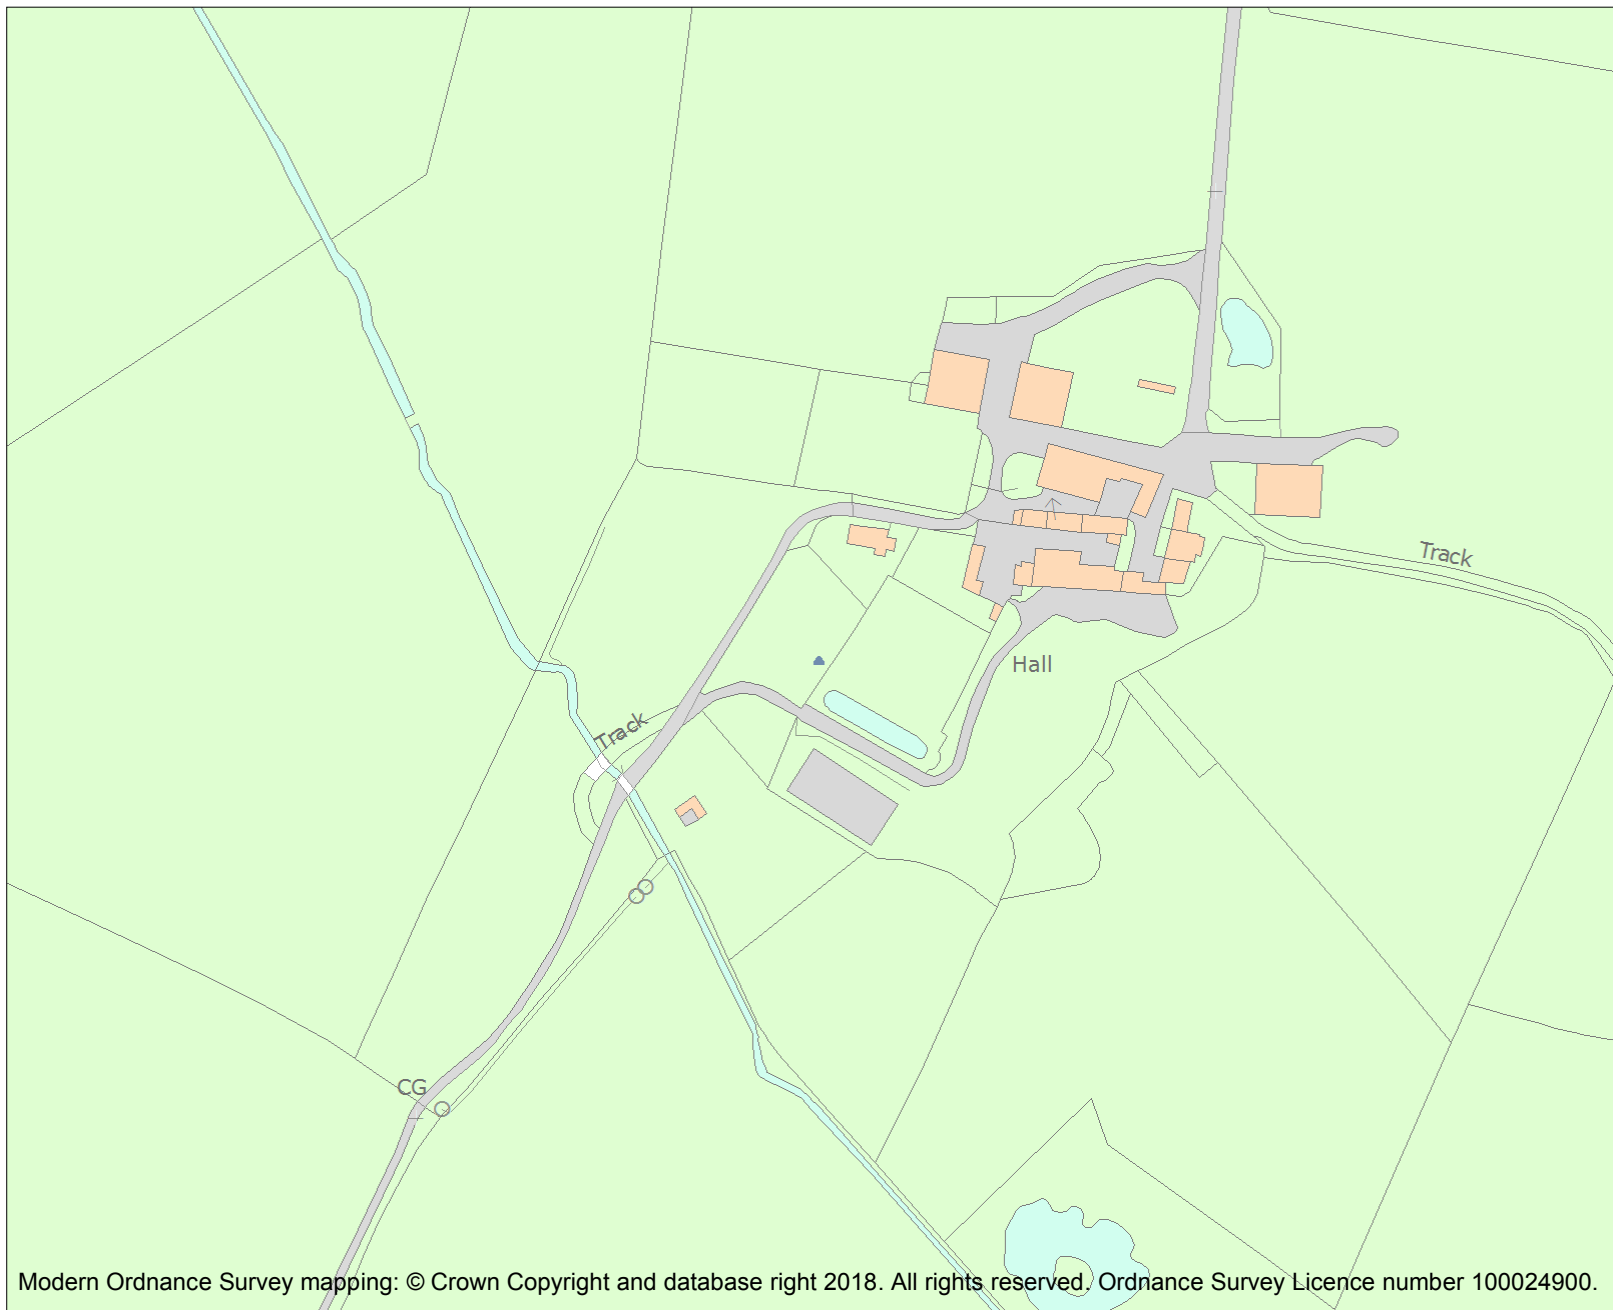 Track
Hall
Track
CG
Modern Ordnance Survey mapping: © Crown Copyright and database right 2018. All rights reserved. Ordnance Survey Licence number 100024900.